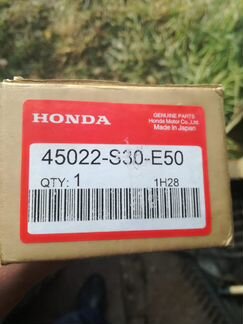 HONDA
GENUINE PARTS
Honda Motor Co.,Ltd.
Made in Japan
45022-S30-E50
QTY: 1 1H28